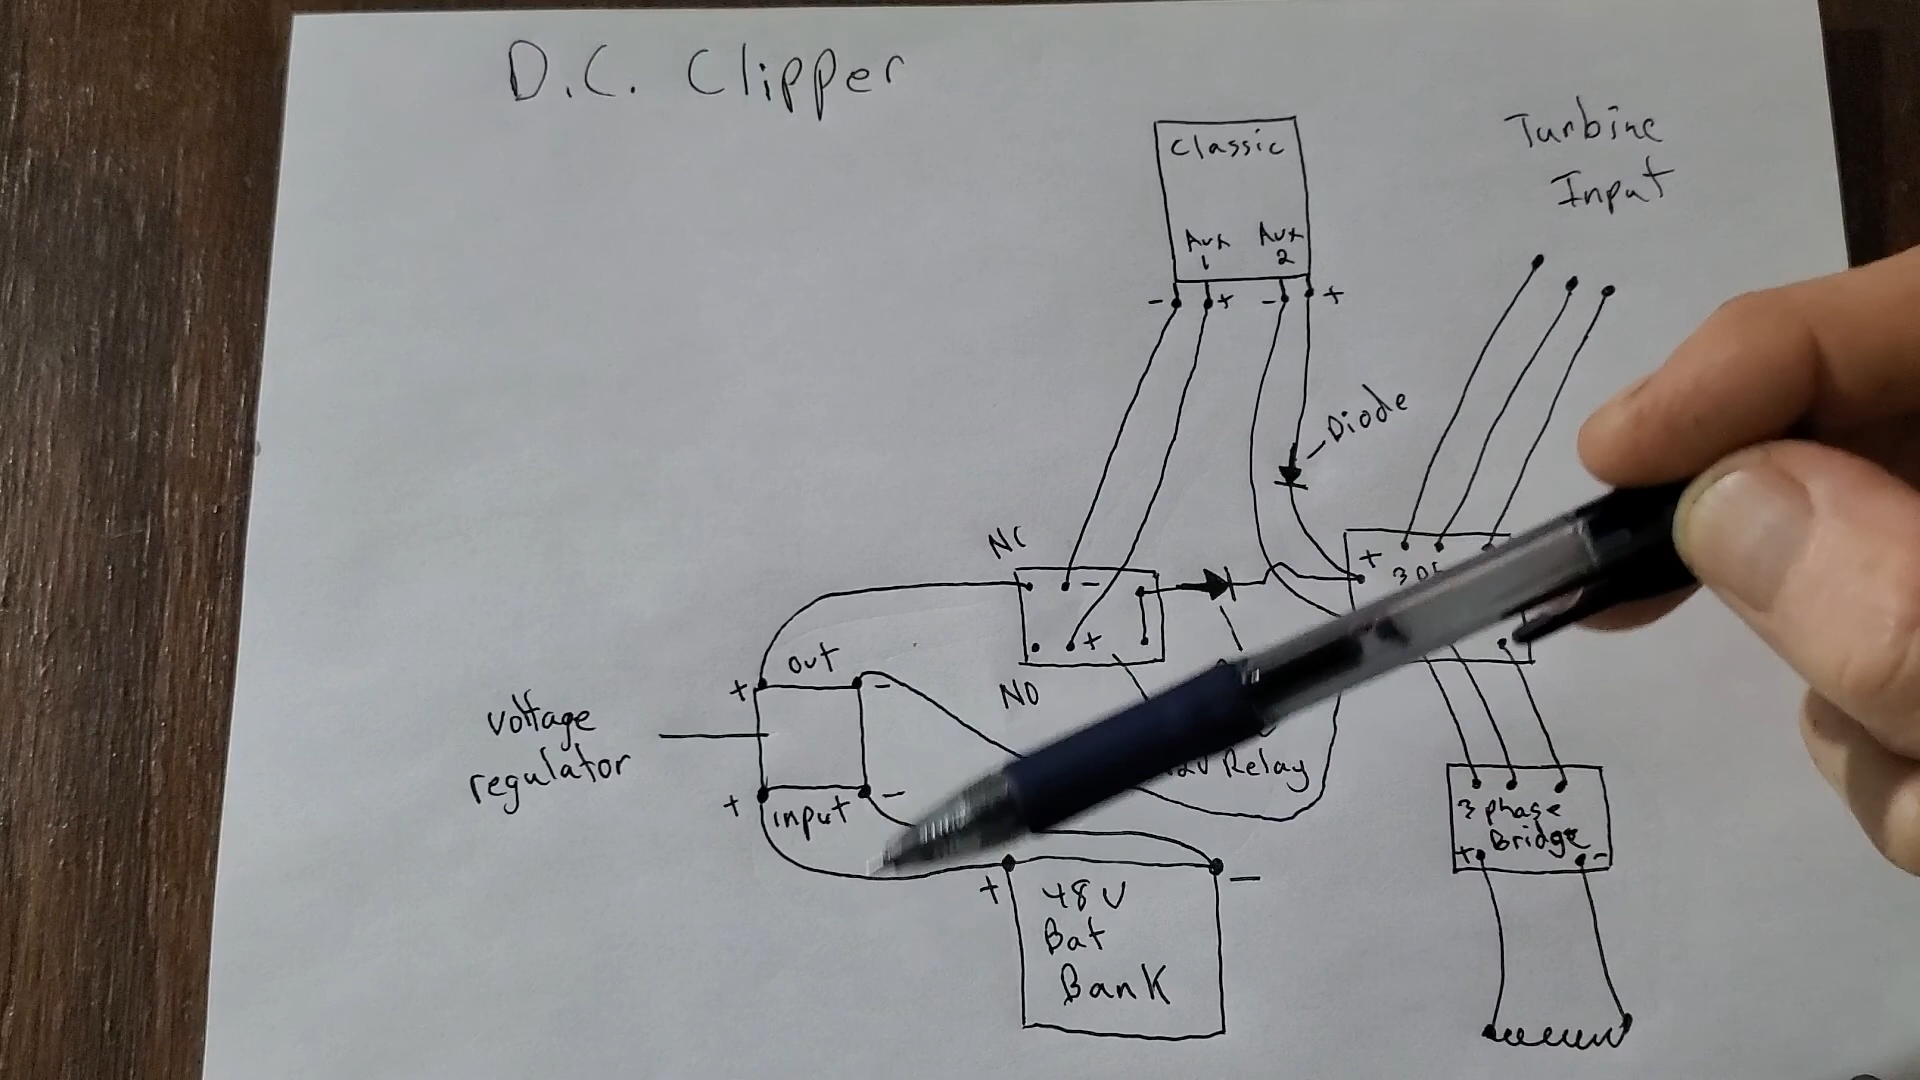 D.C. Clipper
Classic
Aux
1
Aux
2
- + - +
Turbine
Input
Diode
NC
-
+
NO
+
out
-
voltage
regulator
+
input
-
Relay
+
3 phase
Bridge
+ -
+
-
48V
Bat
Bank